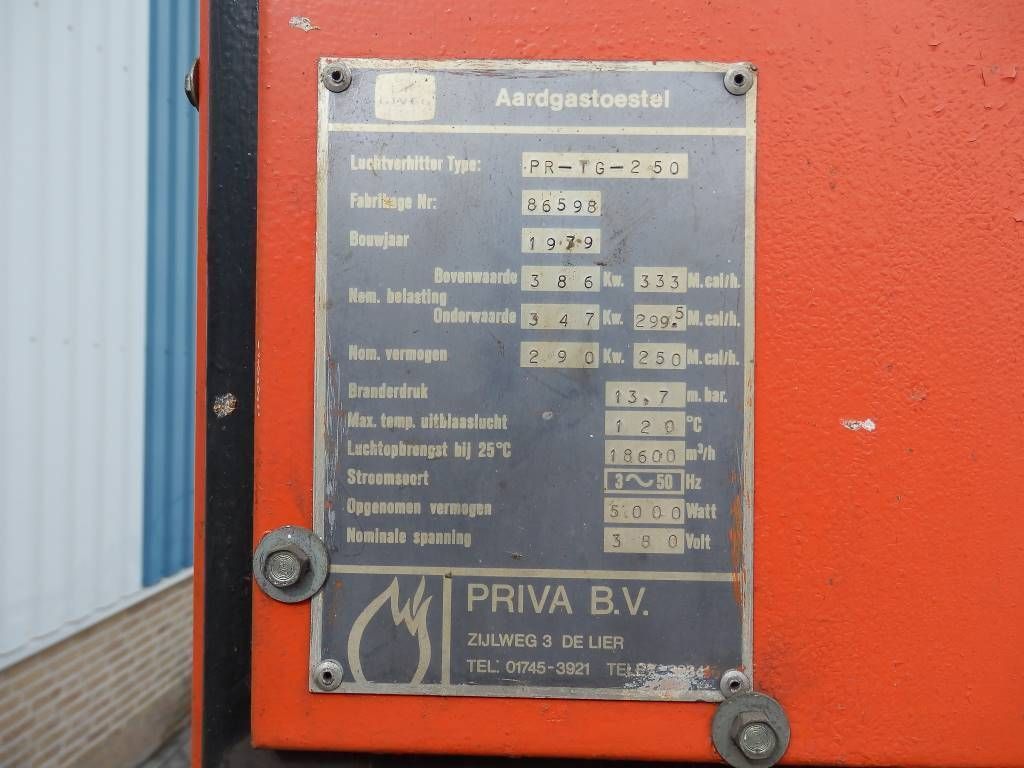 Aardgastoestel
Luchtverhitter Type: PR-TG-250
Fabrikage Nr: 86598
Bouwjaar 1979
Bovenwaarde 386 Kw. 333 M.cal/h.
Nom. belasting
Onderwaarde 347 Kw. 299.5 M.cal/h.
Nom. vermogen 290 Kw. 250 M.cal/h.
Branderdruk 13,7 m. bar.
Max. temp. uitblaaslucht 120 °C
Luchtopbrengst bij 25°C 18600 m³/h
Stroomsoort 3~50 Hz
Opgenomen vermogen 5000 Watt
Nominale spanning 380 Volt
PRIVA B.V.
ZIJLWEG 3 DE LIER
TEL: 01745-3921